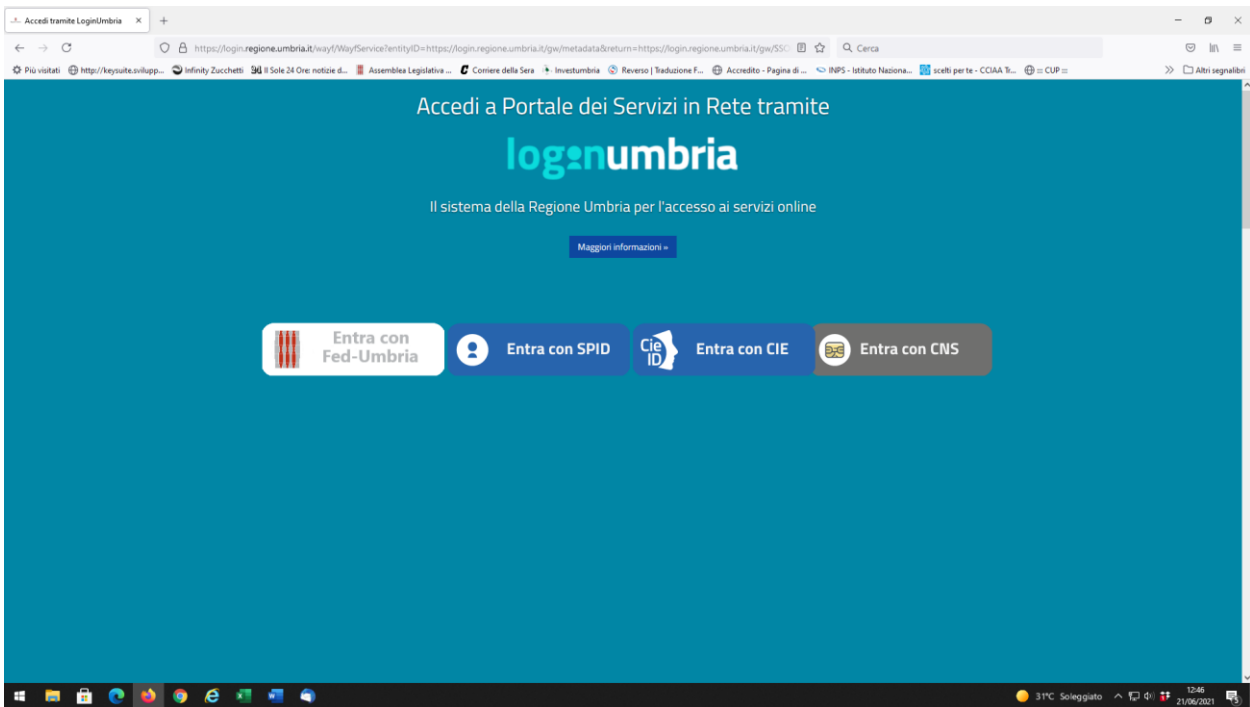 Accedi tramite LoginUmbria
https://login.regione.umbria.it/wayf/WayfService?entityID=https://login.regione.umbria.it/gw/metadata&return=https://login.regione.umbria.it/gw/SSO
Cerca
Più visitati http://keysuite.svilupp... Infinity Zucchetti Il Sole 24 Ore: notizie d... Assemblea Legislativa ... Corriere della Sera Investumbria Reverso | Traduzione F... Accredito - Pagina di ... INPS - Istituto Naziona... scelti per te - CCIAA Tr... ::: CUP ::: Altri segnalibri
Accedi a Portale dei Servizi in Rete tramite
loginumbria
Il sistema della Regione Umbria per l'accesso ai servizi online
Maggiori informazioni »
Entra con
Fed-Umbria
Entra con SPID
Cie
ID
Entra con CIE
Entra con CNS
31°C Soleggiato
12:46
21/06/2021